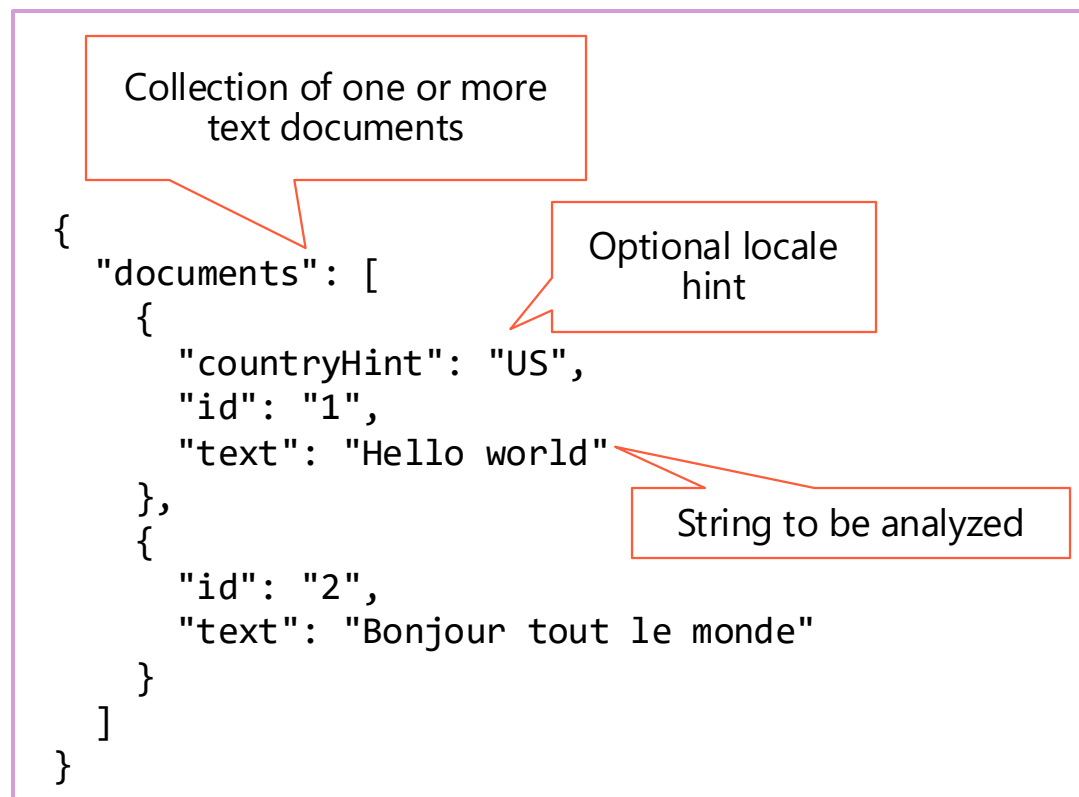 Collection of one or more
text documents
{
"documents": [
Optional locale
hint
{
"countryHint": "US",
"id": "1",
"text": "Hello world"
},
String to be analyzed
{
"id": "2",
"text": "Bonjour tout le monde"
}
]
}